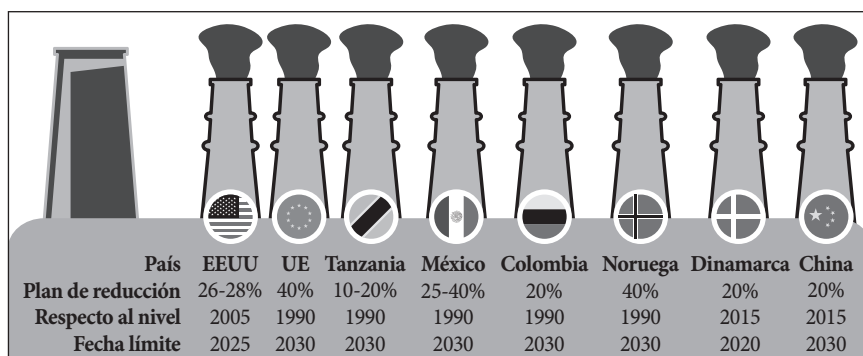 País EEUU UE Tanzania México Colombia Noruega Dinamarca China
Plan de reducción 26-28% 40% 10-20% 25-40% 20% 40% 20% 20%
Respecto al nivel 2005 1990 1990 1990 1990 1990 2015 2015
Fecha límite 2025 2030 2030 2030 2030 2030 2020 2030